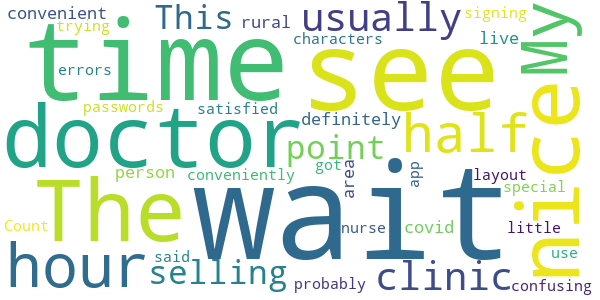 convenient This rural usually signing
trying time characters live My
errors see
passwords satisfied definitely half
doctor point nice
person conveniently got area app layout
The wait special
Count nurse covid little
hour said selling probably clinic use
confusing